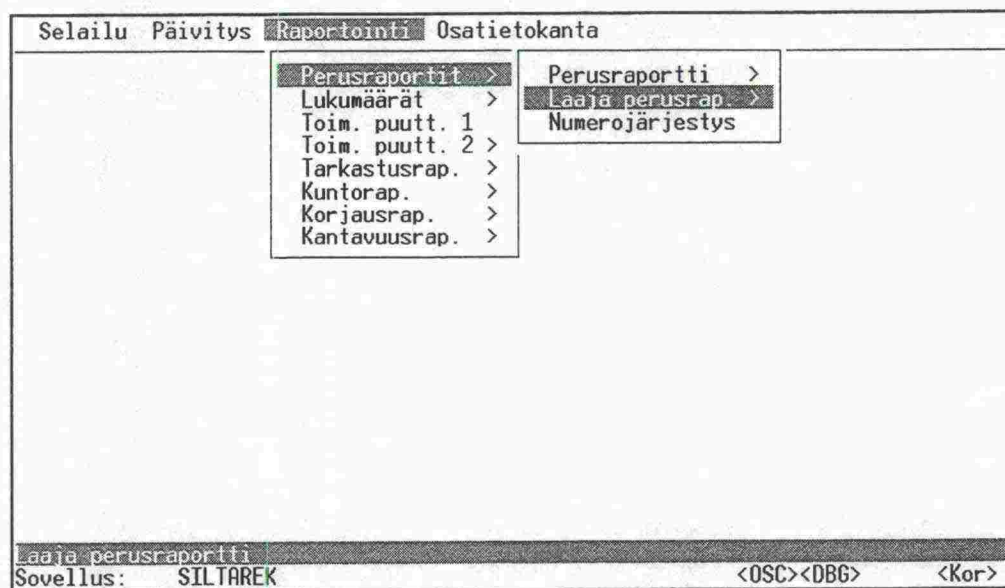 Selailu Päivitys Raportointi Osatietokanta
Perusraportit >
Lukumäärät >
Toim. puutt. 1
Toim. puutt. 2 >
Tarkastusrap. >
Kuntorap. >
Korjausrap. >
Kantavuusrap. >
Perusraportti >
Laaja perusrap. >
Numerojärjestys
Laaja perusraportti
Sovellus: SILTAREK <OSC><DBG> <Kor>